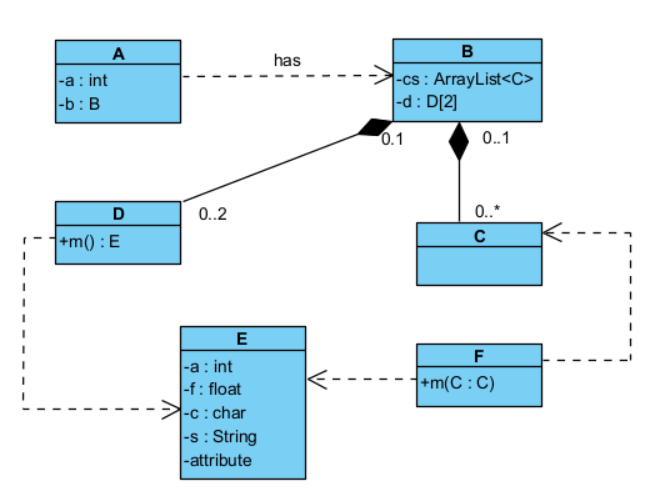 A
-a : int
-b : B
has
B
-cs : ArrayList<C>
-d : D[2]
0.1
0..1
D
+m() : E
0..2
0..*
C
E
-a : int
-f : float
-c : char
-s : String
-attribute
F
+m(C : C)